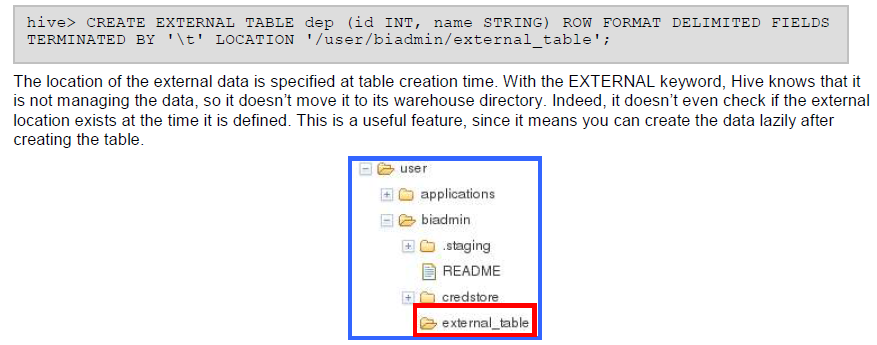 hive> CREATE EXTERNAL TABLE dep (id INT, name STRING) ROW FORMAT DELIMITED FIELDS
TERMINATED BY '\t' LOCATION '/user/biadmin/external_table';
The location of the external data is specified at table creation time. With the EXTERNAL keyword, Hive knows that it
is not managing the data, so it doesn't move it to its warehouse directory. Indeed, it doesn't even check if the external
location exists at the time it is defined. This is a useful feature, since it means you can create the data lazily after
creating the table.
user
applications
biadmin
.staging
README
credstore
external_table